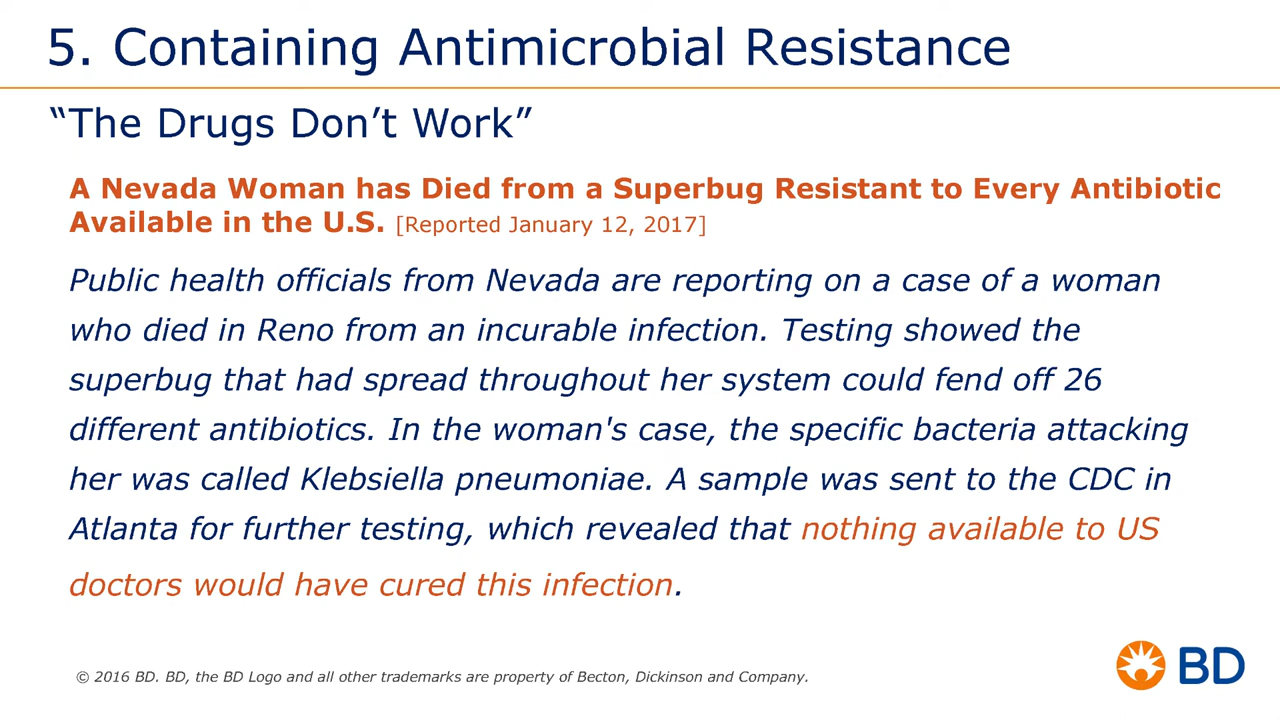 5. Containing Antimicrobial Resistance
“The Drugs Don’t Work”
A Nevada Woman has Died from a Superbug Resistant to Every Antibiotic
Available in the U.S. [Reported January 12, 2017]
Public health officials from Nevada are reporting on a case of a woman
who died in Reno from an incurable infection. Testing showed the
superbug that had spread throughout her system could fend off 26
different antibiotics. In the woman's case, the specific bacteria attacking
her was called Klebsiella pneumoniae. A sample was sent to the CDC in
Atlanta for further testing, which revealed that nothing available to US
doctors would have cured this infection.
© 2016 BD. BD, the BD Logo and all other trademarks are property of Becton, Dickinson and Company.
BD